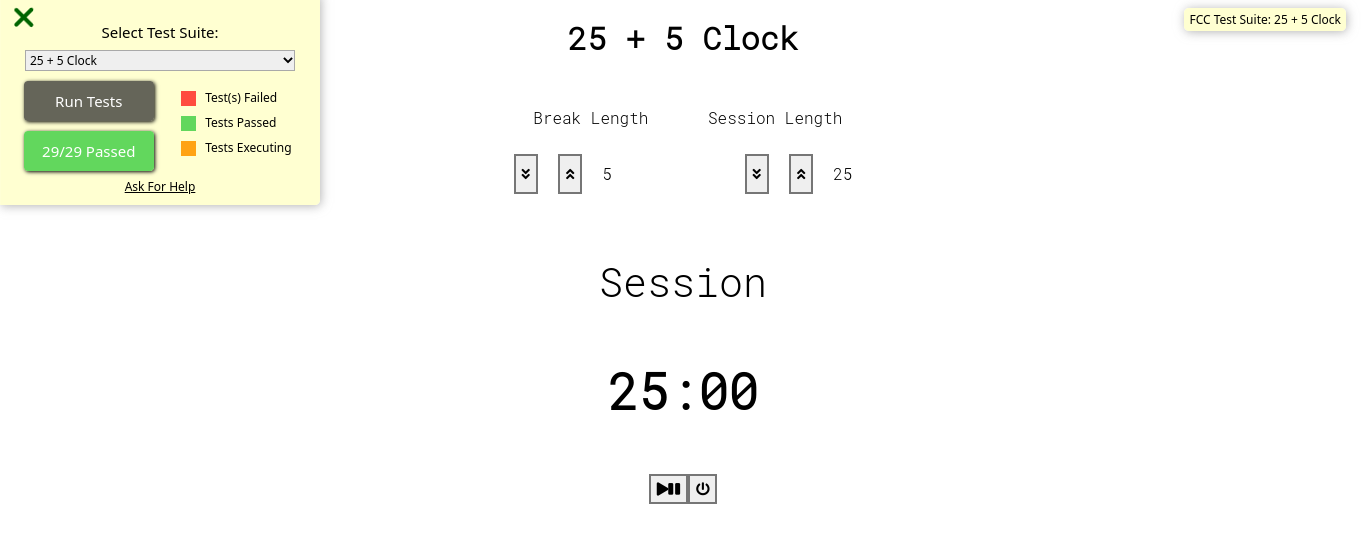 Select Test Suite:
25 + 5 Clock
Run Tests
29/29 Passed
Test(s) Failed
Tests Passed
Tests Executing
Ask For Help
FCC Test Suite: 25 + 5 Clock
25 + 5 Clock
Break Length
5
Session Length
25
Session
25:00